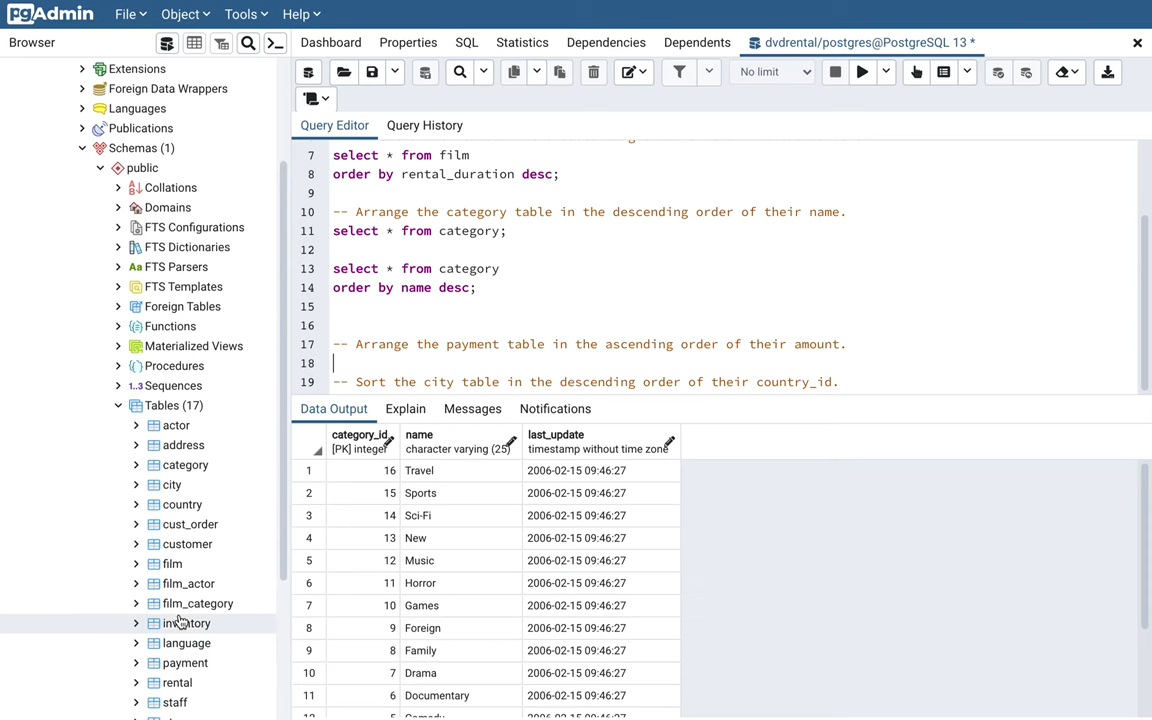 pgAdmin File Object Tools Help
Browser
Dashboard Properties SQL Statistics Dependencies Dependents dvdrental/postgres@PostgreSQL 13 *
No limit
Extensions
Foreign Data Wrappers
Languages
Publications
Schemas (1)
public
Collations
Domains
FTS Configurations
FTS Dictionaries
FTS Parsers
FTS Templates
Foreign Tables
Functions
Materialized Views
Procedures
1..3 Sequences
Tables (17)
actor
address
category
city
country
cust_order
customer
film
film_actor
film_category
inventory
language
payment
rental
staff
Query Editor Query History
7 select * from film
8 order by rental_duration desc;
9
10 -- Arrange the category table in the descending order of their name.
11 select * from category;
12
13 select * from category
14 order by name desc;
15
16
17 -- Arrange the payment table in the ascending order of their amount.
18
19 -- Sort the city table in the descending order of their country_id.
Data Output Explain Messages Notifications
category_id name last_update
[PK] integer character varying (25) timestamp without time zone
1 16 Travel 2006-02-15 09:46:27
2 15 Sports 2006-02-15 09:46:27
3 14 Sci-Fi 2006-02-15 09:46:27
4 13 New 2006-02-15 09:46:27
5 12 Music 2006-02-15 09:46:27
6 11 Horror 2006-02-15 09:46:27
7 10 Games 2006-02-15 09:46:27
8 9 Foreign 2006-02-15 09:46:27
9 8 Family 2006-02-15 09:46:27
10 7 Drama 2006-02-15 09:46:27
11 6 Documentary 2006-02-15 09:46:27